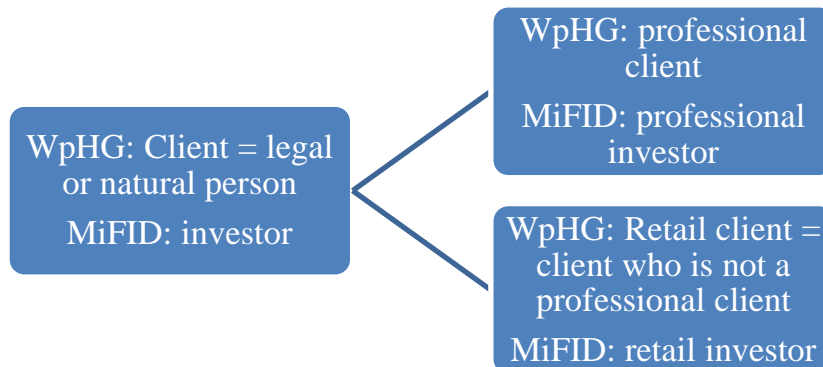 WpHG: Client = legal
or natural person
MiFID: investor
WpHG: professional
client
MiFID: professional
investor
WpHG: Retail client =
client who is not a
professional client
MiFID: retail investor